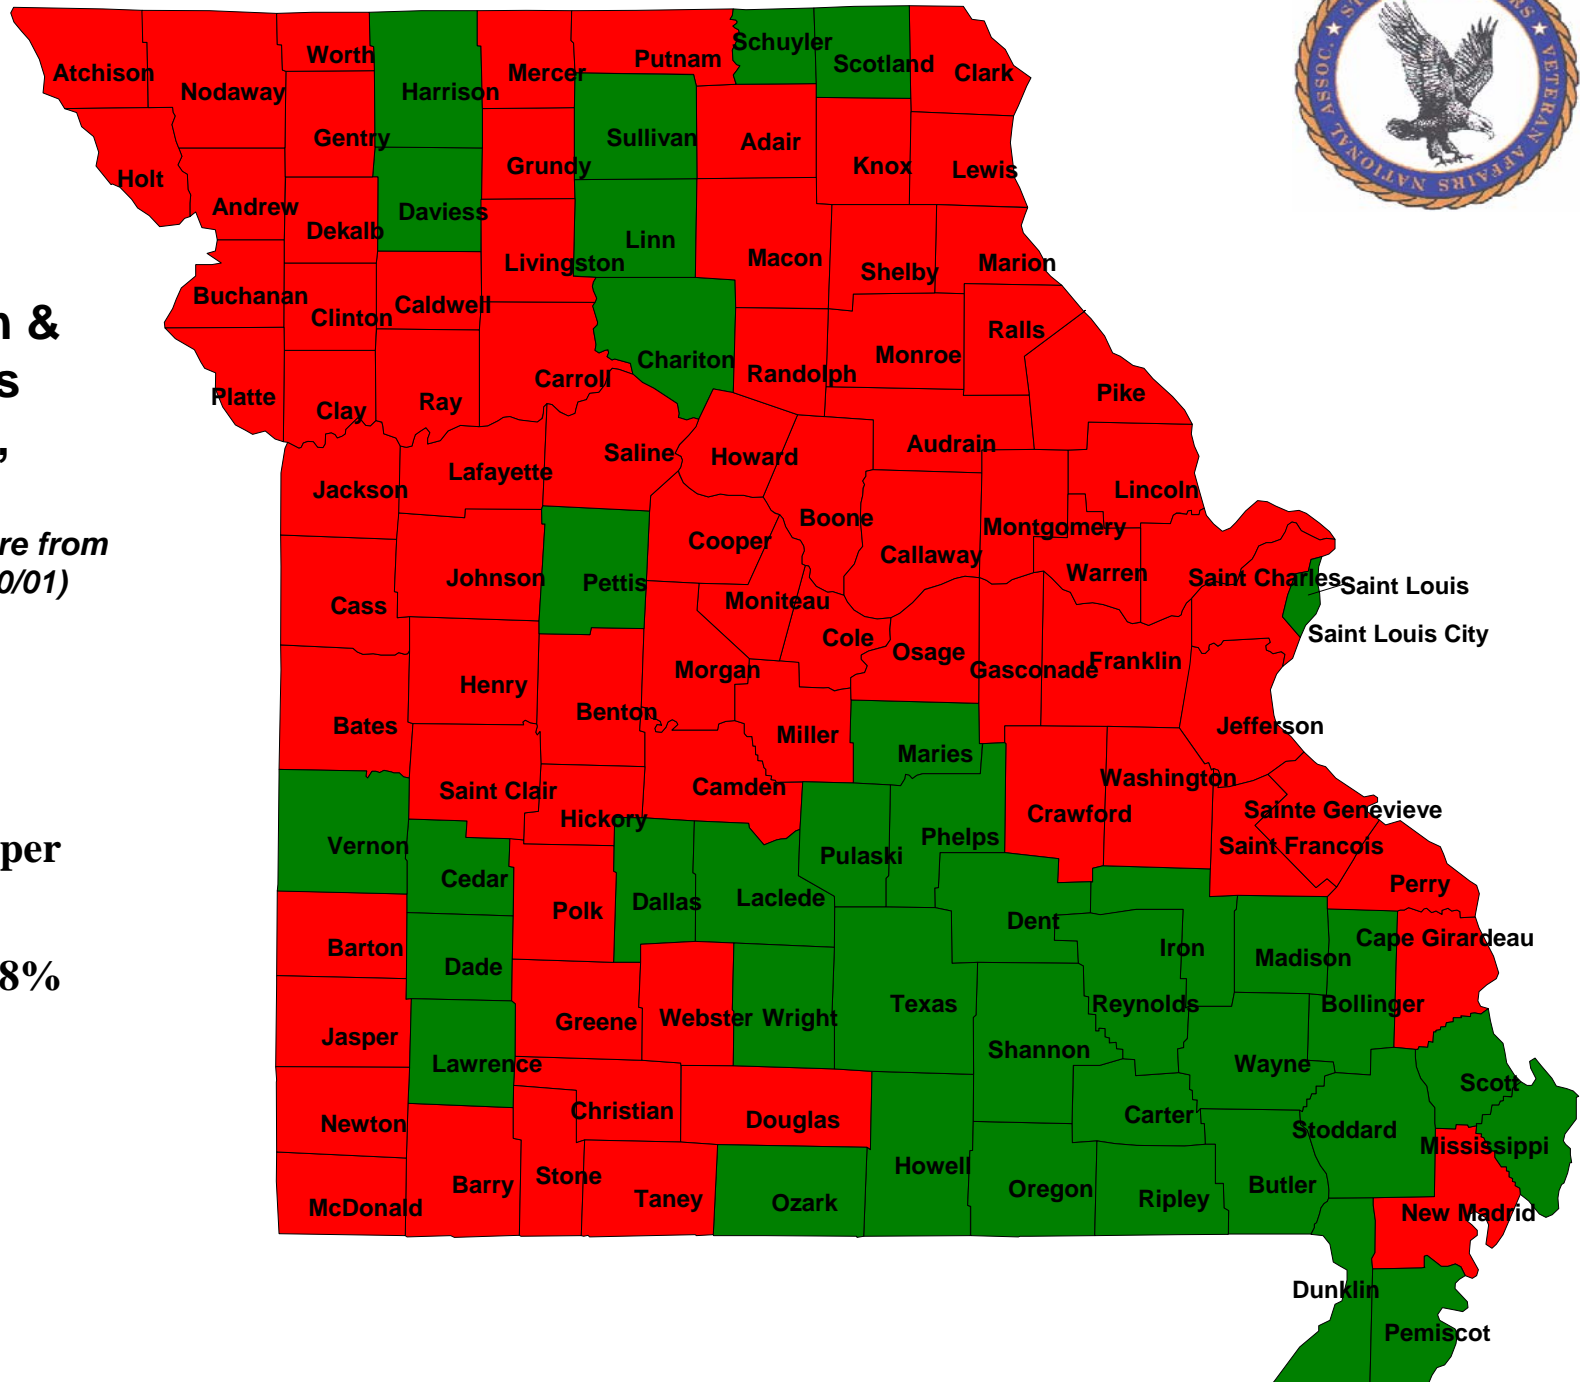 n &
s
,
re from
0/01)
per
8%
ASSOC. ★ ST
RS ★ VETERAN AFFAIRS NATIONAL
Atchison
Nodaway
Worth
Harrison
Mercer
Putnam
Schuyler
Scotland
Clark
Gentry
Sullivan
Adair
Grundy
Knox
Lewis
Holt
Andrew
Dekalb
Daviess
Linn
Livingston
Macon
Shelby
Marion
Buchanan
Clinton
Caldwell
Chariton
Ralls
Monroe
Randolph
Carroll
Platte
Clay
Ray
Pike
Audrain
Saline
Howard
Lafayette
Jackson
Lincoln
Boone
Montgomery
Cooper
Callaway
Johnson
Pettis
Warren
Saint Charles
Saint Louis
Cass
Moniteau
Cole
Saint Louis City
Osage
Gasconade
Franklin
Morgan
Henry
Benton
Bates
Miller
Jefferson
Maries
Washington
Saint Clair
Camden
Hickory
Crawford
Sainte Genevieve
Phelps
Vernon
Pulaski
Saint Francois
Cedar
Perry
Polk
Dallas
Laclede
Dent
Barton
Iron
Cape Girardeau
Madison
Dade
Texas
Reynolds
Bollinger
Jasper
Greene
Webster
Wright
Shannon
Lawrence
Wayne
Scott
Newton
Christian
Douglas
Carter
Stoddard
Mississippi
Howell
Barry
Stone
Taney
Oregon
Ripley
Butler
McDonald
Ozark
New Madrid
Dunklin
Pemiscot